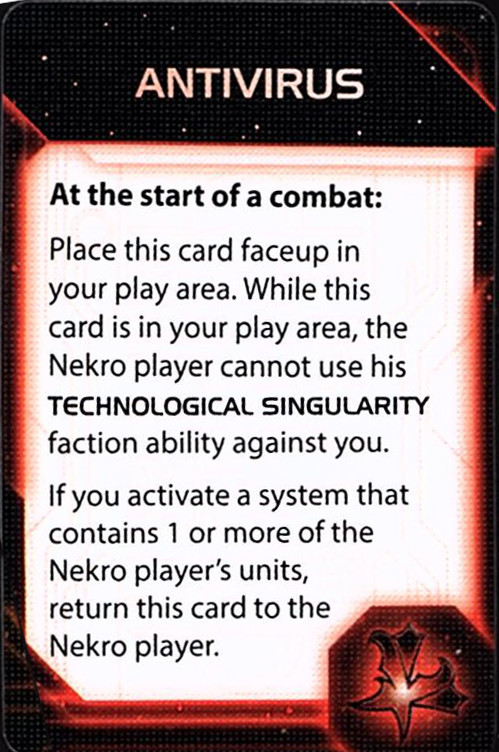 ANTIVIRUS
At the start of a combat:
Place this card faceup in
your play area. While this
card is in your play area, the
Nekro player cannot use his
TECHNOLOGICAL SINGULARITY
faction ability against you.
If you activate a system that
contains 1 or more of the
Nekro player's units,
return this card to the
Nekro player.